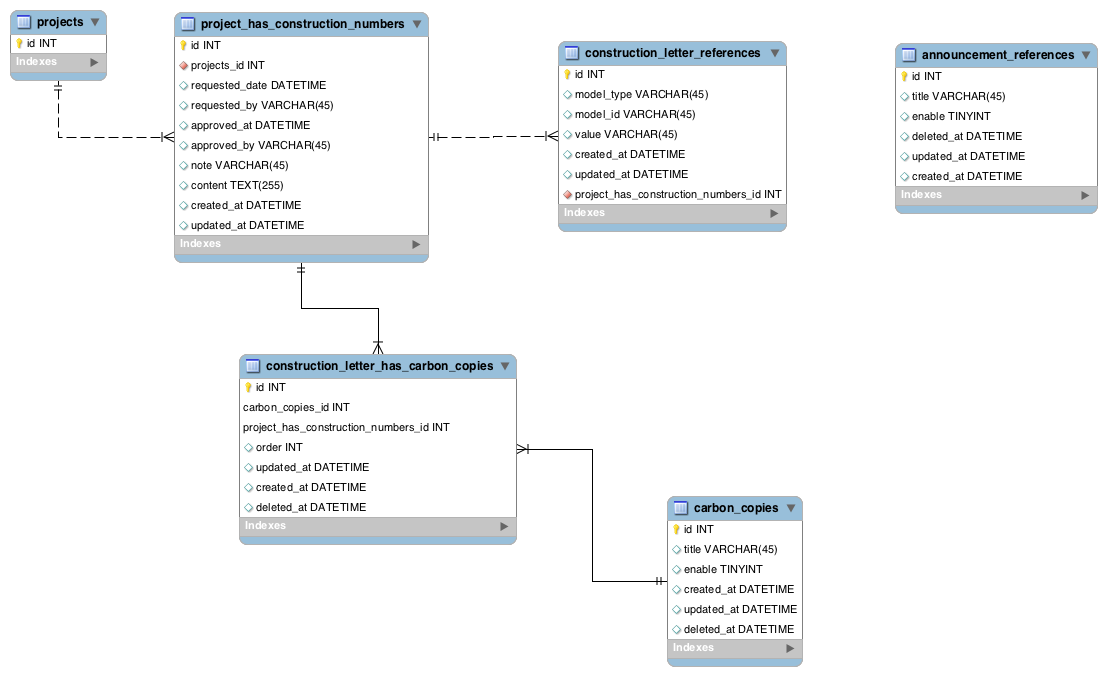 projects
id INT
Indexes
project_has_construction_numbers
id INT
projects_id INT
requested_date DATETIME
requested_by VARCHAR(45)
approved_at DATETIME
approved_by VARCHAR(45)
note VARCHAR(45)
content TEXT(255)
created_at DATETIME
updated_at DATETIME
Indexes
construction_letter_references
id INT
model_type VARCHAR(45)
model_id VARCHAR(45)
value VARCHAR(45)
created_at DATETIME
updated_at DATETIME
project_has_construction_numbers_id INT
Indexes
announcement_references
id INT
title VARCHAR(45)
enable TINYINT
deleted_at DATETIME
updated_at DATETIME
created_at DATETIME
Indexes
construction_letter_has_carbon_copies
id INT
carbon_copies_id INT
project_has_construction_numbers_id INT
order INT
updated_at DATETIME
created_at DATETIME
deleted_at DATETIME
Indexes
carbon_copies
id INT
title VARCHAR(45)
enable TINYINT
created_at DATETIME
updated_at DATETIME
deleted_at DATETIME
Indexes